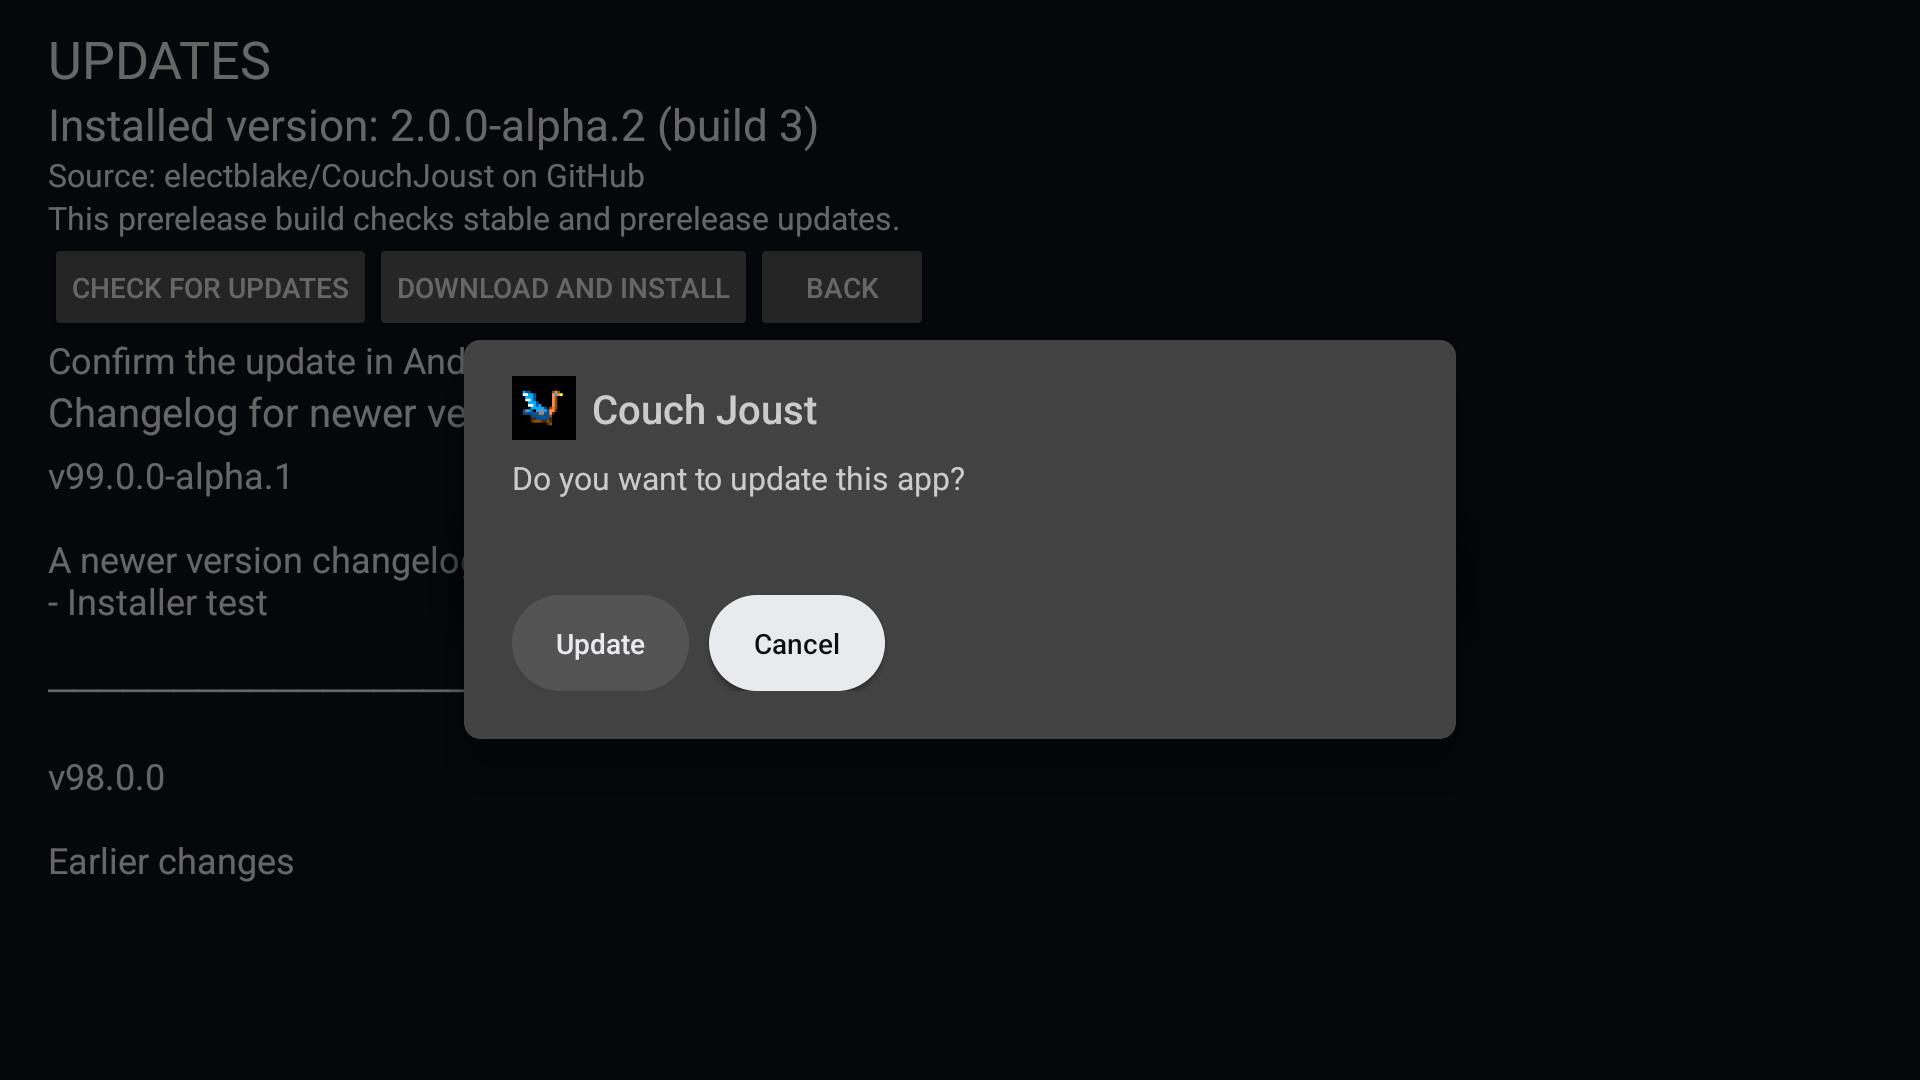 UPDATES
Installed version: 2.0.0-alpha.2 (build 3)
Source: electblake/CouchJoust on GitHub
This prerelease build checks stable and prerelease updates.
CHECK FOR UPDATES DOWNLOAD AND INSTALL BACK
Confirm the update in And
Changelog for newer ve
v99.0.0-alpha.1
A newer version changelog
- Installer test
v98.0.0
Earlier changes
Couch Joust
Do you want to update this app?
Update Cancel